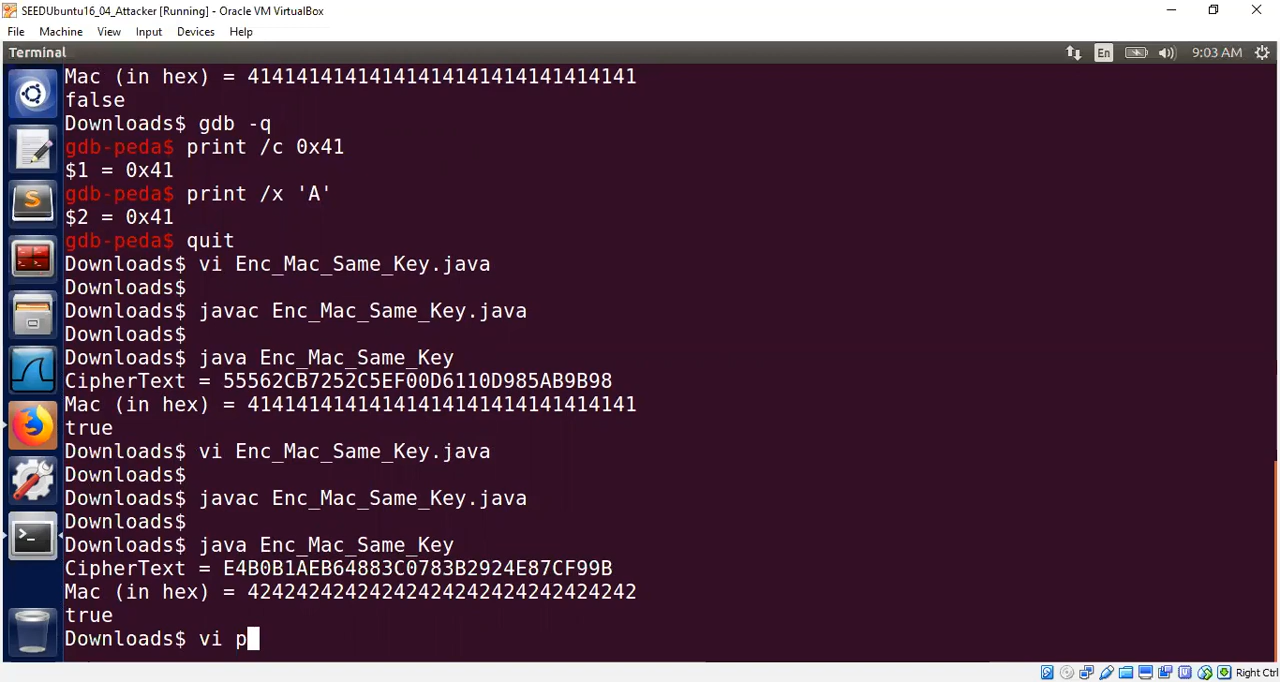 SEEDUbuntu16_04_Attacker [Running] - Oracle VM VirtualBox
File Machine View Input Devices Help
Terminal En 9:03 AM
Mac (in hex) = 41414141414141414141414141414141
false
Downloads$ gdb -q
gdb-peda$ print /c 0x41
$1 = 0x41
gdb-peda$ print /x 'A'
$2 = 0x41
gdb-peda$ quit
Downloads$ vi Enc_Mac_Same_Key.java
Downloads$
Downloads$ javac Enc_Mac_Same_Key.java
Downloads$
Downloads$ java Enc_Mac_Same_Key
CipherText = 55562CB7252C5EF00D6110D985AB9B98
Mac (in hex) = 41414141414141414141414141414141
true
Downloads$ vi Enc_Mac_Same_Key.java
Downloads$
Downloads$ javac Enc_Mac_Same_Key.java
Downloads$
Downloads$ java Enc_Mac_Same_Key
CipherText = E4B0B1AEB64883C0783B2924E87CF99B
Mac (in hex) = 42424242424242424242424242424242
true
Downloads$ vi p
Right Ctrl